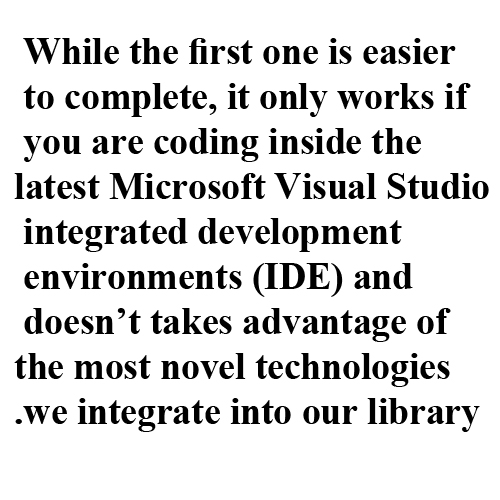 While the first one is easier
to complete, it only works if
you are coding inside the
latest Microsoft Visual Studio
integrated development
environments (IDE) and
doesn’t takes advantage of
the most novel technologies
.we integrate into our library